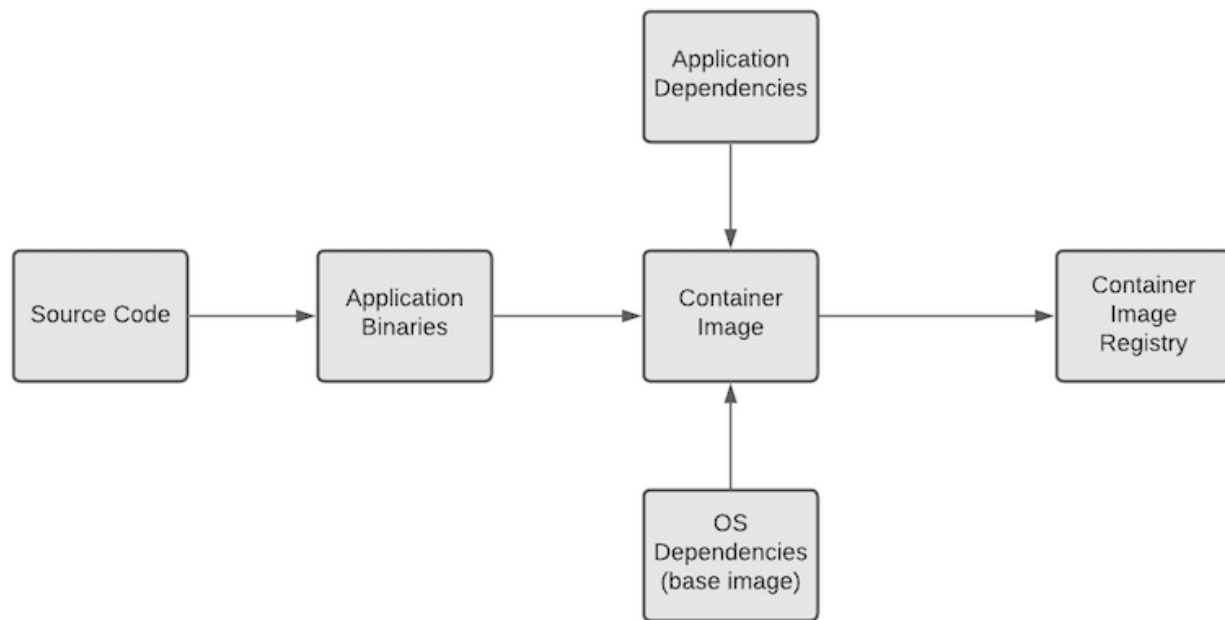 Application
Dependencies
Source Code
Application
Binaries
Container
Image
Container
Image
Registry
OS
Dependencies
(base image)